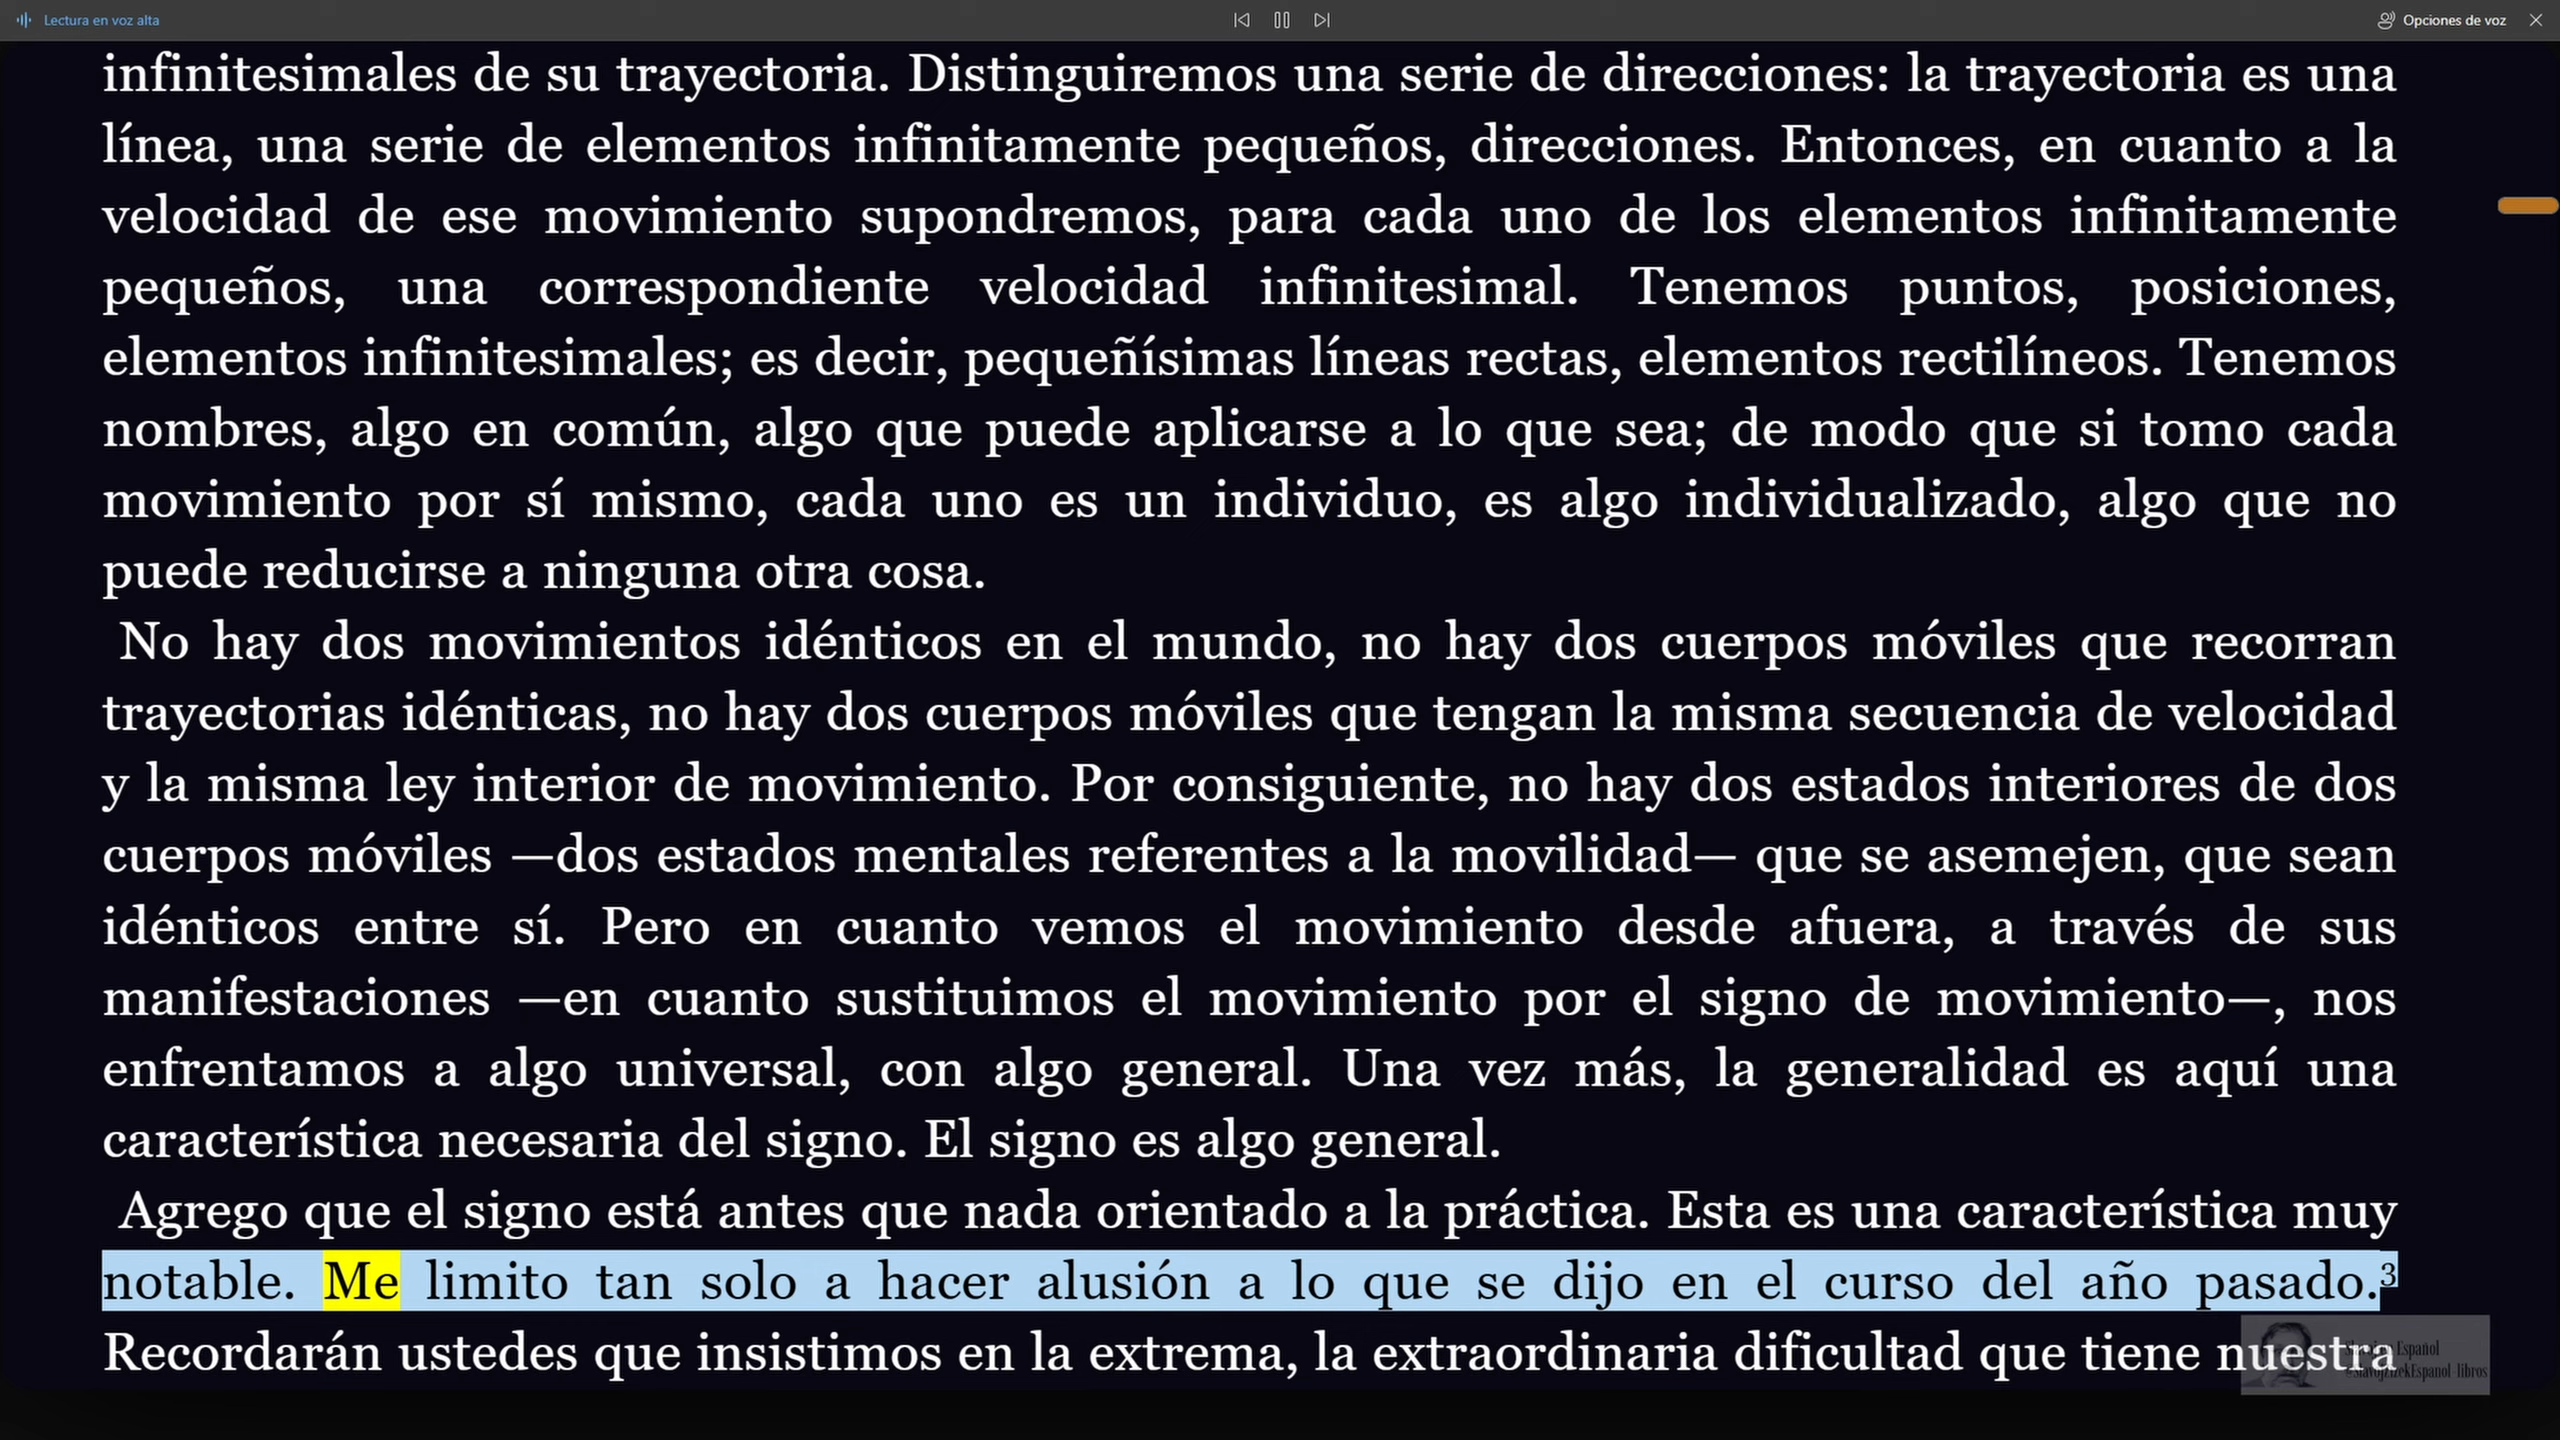 Lectura en voz alta
Opciones de voz
infinitesimales de su trayectoria. Distinguiremos una serie de direcciones: la trayectoria es una
línea, una serie de elementos infinitamente pequeños, direcciones. Entonces, en cuanto a la
velocidad de ese movimiento supondremos, para cada uno de los elementos infinitamente
pequeños, una correspondiente velocidad infinitesimal. Tenemos puntos, posiciones,
elementos infinitesimales; es decir, pequeñísimas líneas rectas, elementos rectilíneos. Tenemos
nombres, algo en común, algo que puede aplicarse a lo que sea; de modo que si tomo cada
movimiento por sí mismo, cada uno es un individuo, es algo individualizado, algo que no
puede reducirse a ninguna otra cosa.
No hay dos movimientos idénticos en el mundo, no hay dos cuerpos móviles que recorran
trayectorias idénticas, no hay dos cuerpos móviles que tengan la misma secuencia de velocidad
y la misma ley interior de movimiento. Por consiguiente, no hay dos estados interiores de dos
cuerpos móviles —dos estados mentales referentes a la movilidad— que se asemejen, que sean
idénticos entre sí. Pero en cuanto vemos el movimiento desde afuera, a través de sus
manifestaciones —en cuanto sustituimos el movimiento por el signo de movimiento—, nos
enfrentamos a algo universal, con algo general. Una vez más, la generalidad es aquí una
característica necesaria del signo. El signo es algo general.
Agrego que el signo está antes que nada orientado a la práctica. Esta es una característica muy
notable. Me limito tan solo a hacer alusión a lo que se dijo en el curso del año pasado.³
Recordarán ustedes que insistimos en la extrema, la extraordinaria dificultad que tiene nuestra
Español